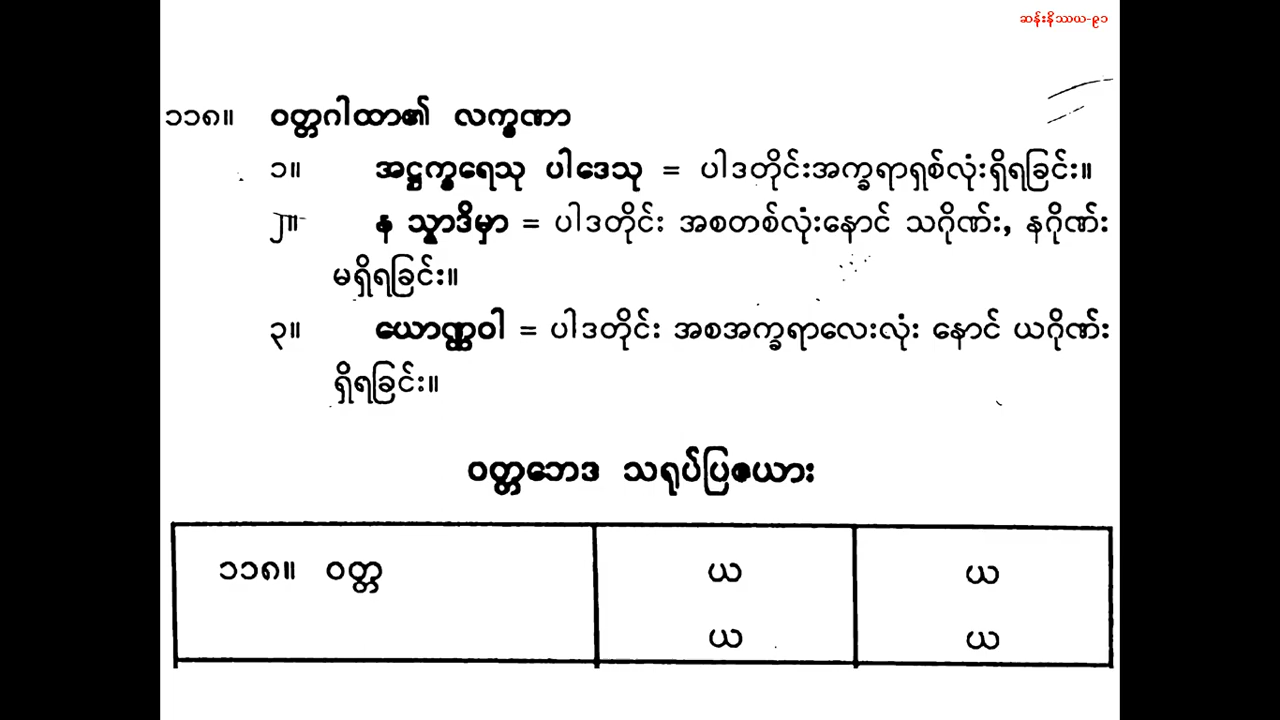 ဆန်းနိဿယ-၉၁
၁၁၈။ ဝတ္တဂါထာ၏ လက္ခဏာ
၁။ အဋ္ဌက္ခရေသု ပါဒေသု = ပါဒတိုင်းအက္ခရာရှစ်လုံးရှိရခြင်း။
၂။ န သ္နာဒိမှာ = ပါဒတိုင်း အစတစ်လုံးနောင် သဂိုဏ်း, နဂိုဏ်း
မရှိရခြင်း။
၃။ ယောဏ္ဏဝါ = ပါဒတိုင်း အစအက္ခရာလေးလုံး နောင် ယဂိုဏ်း
ရှိရခြင်း။
ဝတ္တဘေဒ သရုပ်ပြဇယား
၁၁၈။ ဝတ္တ ယ ယ
ယ ယ